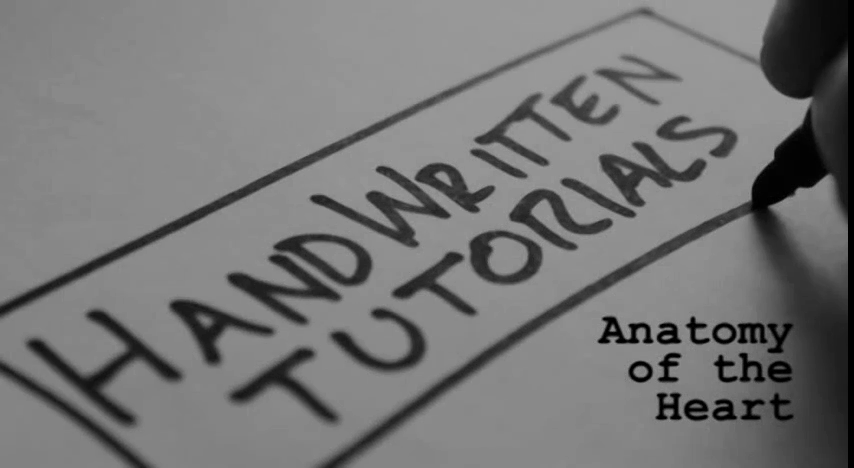 HANDWRITTEN
TUTORIALS
Anatomy
of the
Heart